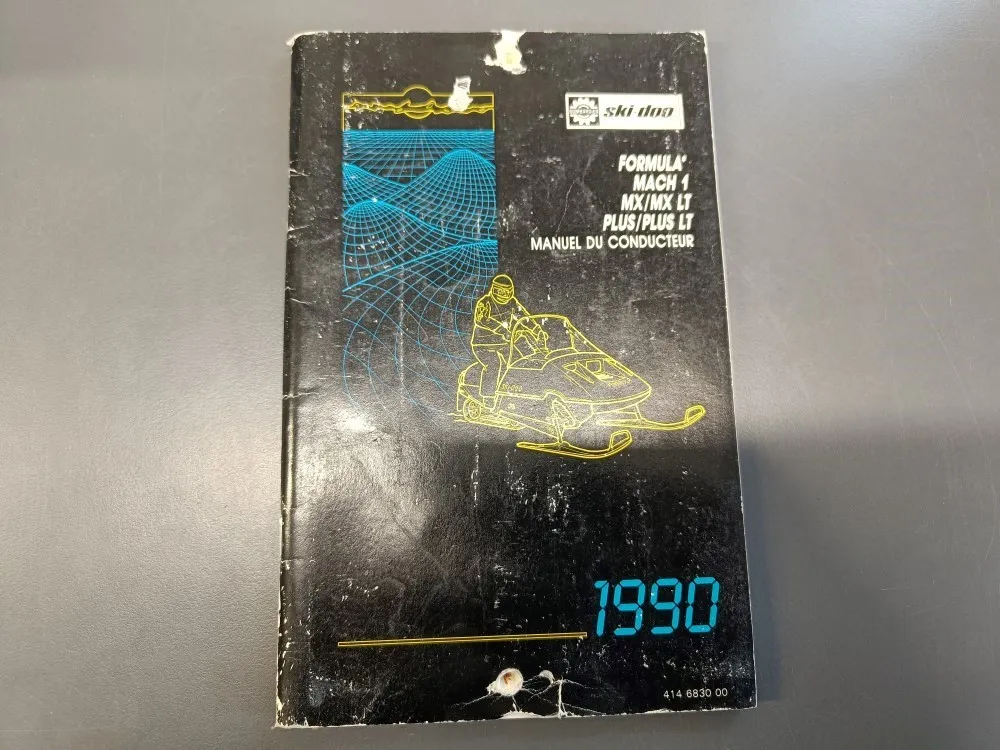 ski-doo
FORMULA*
MACH 1
MX/MX LT
PLUS/PLUS LT
MANUEL DU CONDUCTEUR
1990
414 6830 00